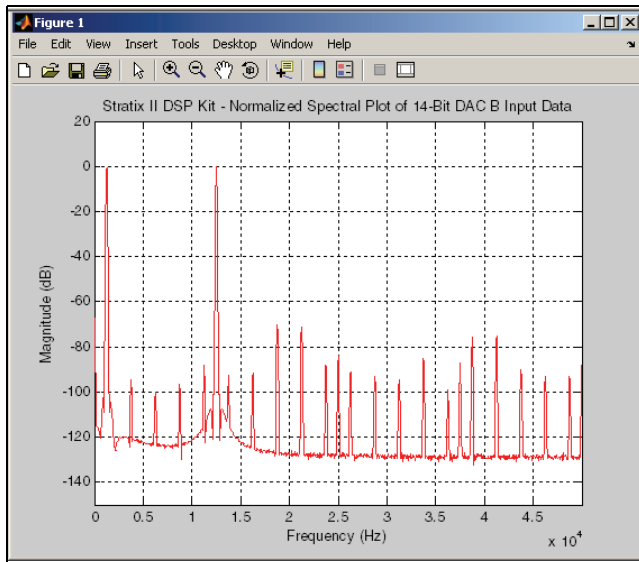 Figure 1
File Edit View Insert Tools Desktop Window Help
Stratix II DSP Kit - Normalized Spectral Plot of 14-Bit DAC B Input Data
20
0
-20
-40
-60
-80
-100
-120
-140
Magnitude (dB)
0 0.5 1 1.5 2 2.5 3 3.5 4 4.5
Frequency (Hz)
x 10^4